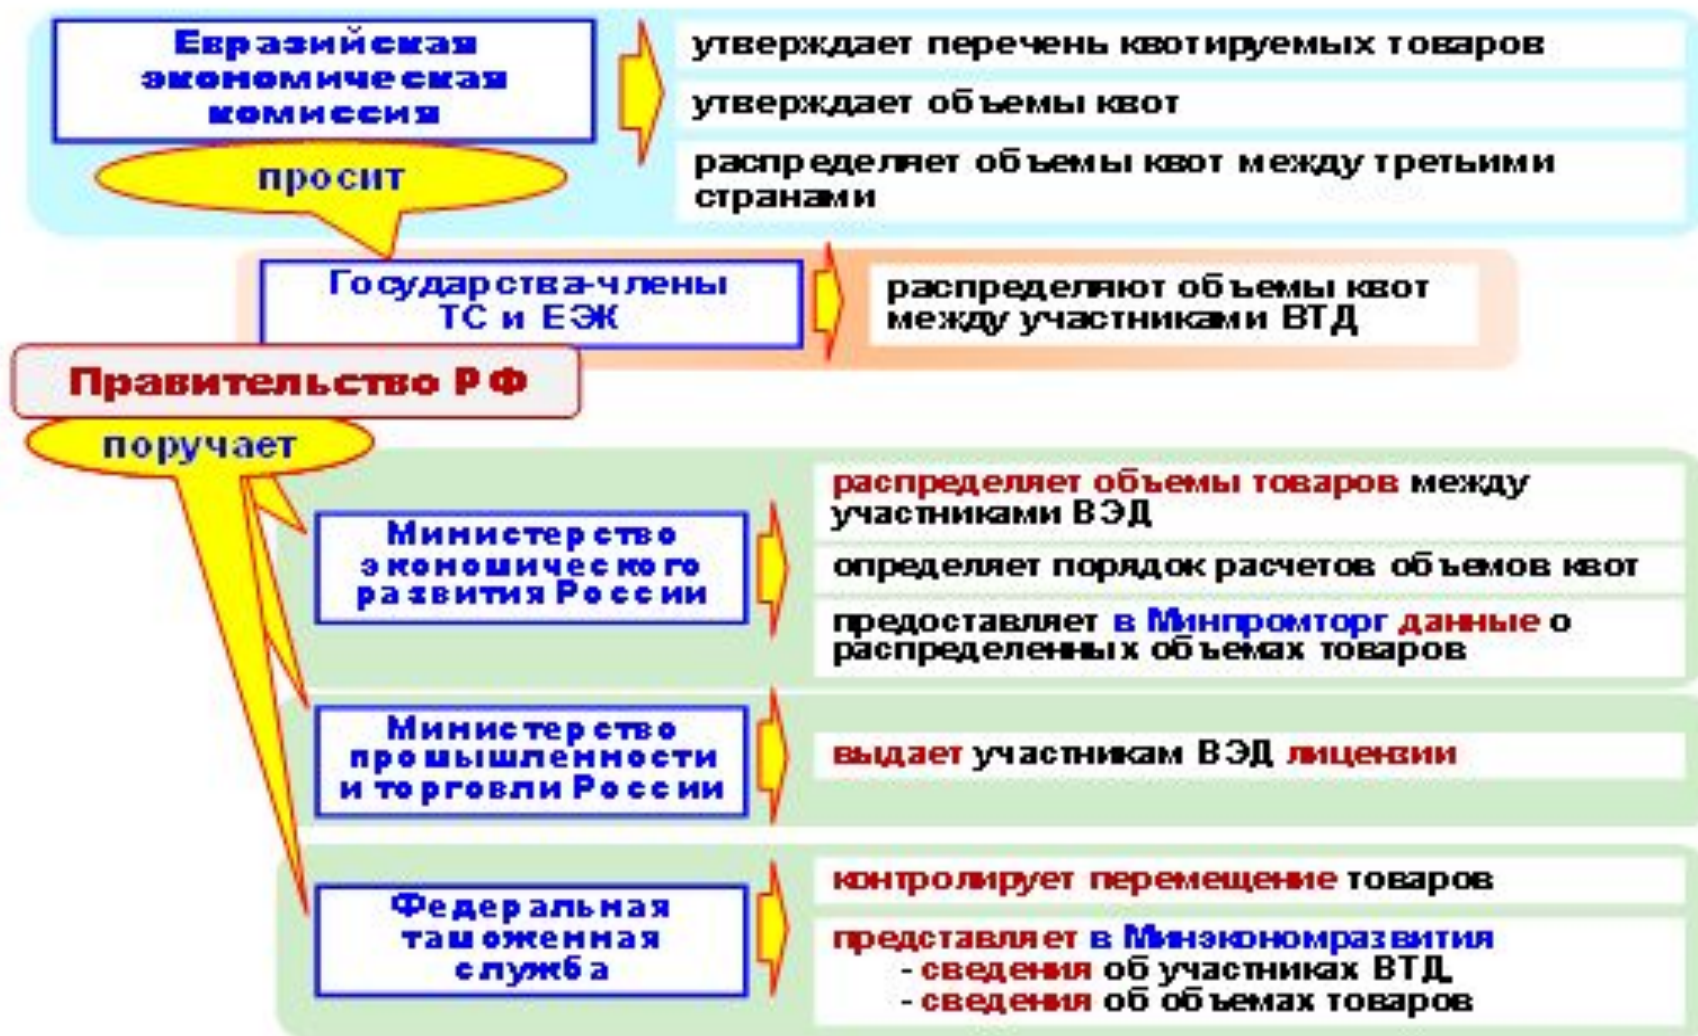 Евразийская
экономическая
комиссия
утверждает перечень квотируемых товаров
утверждает объемы квот
распределяет объемы квот между третьими
странами
просит
Государства-члены
ТС и ЕЭК
распределяют объемы квот
между участниками ВТД
Правительство РФ
поручает
Министерство
экономического
развития России
распределяет объемы товаров между
участниками ВЭД
определяет порядок расчетов объемов квот
предоставляет в Минпромторг данные о
распределенных объемах товаров
Министерство
промышленности
и торговли России
выдает участникам ВЭД лицензии
Федеральная
таможенная
служба
контролирует перемещение товаров
представляет в Минэкономразвития
- сведения об участниках ВТД,
- сведения об объемах товаров